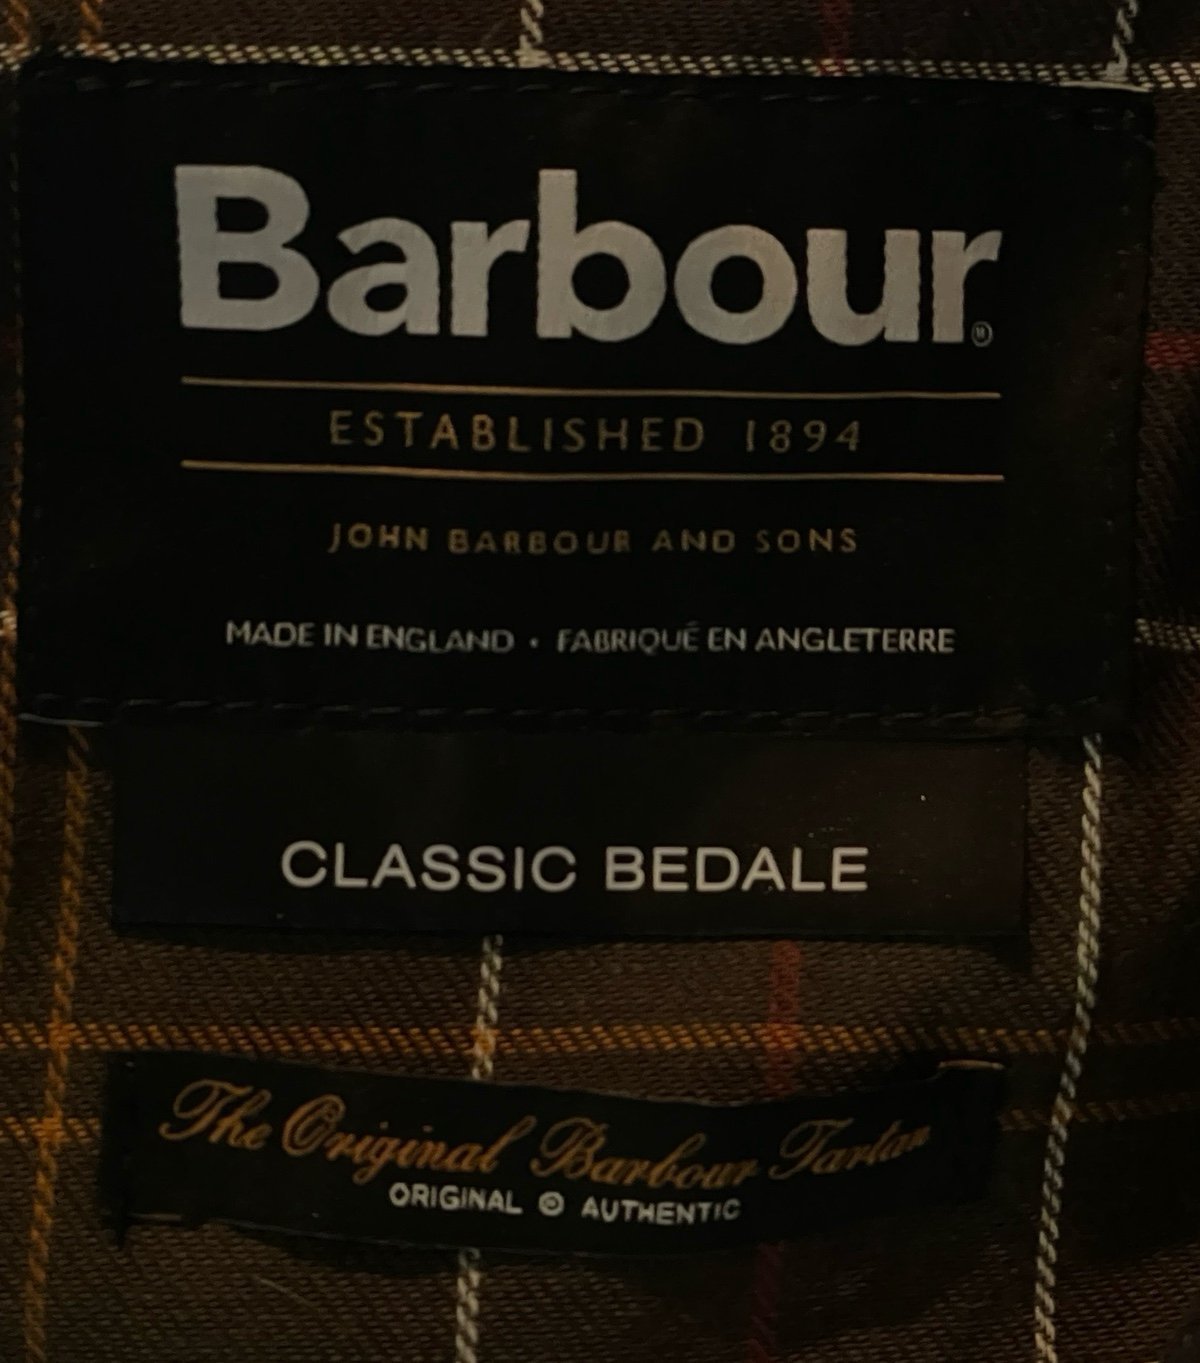 Barbour®
ESTABLISHED 1894
JOHN BARBOUR AND SONS
MADE IN ENGLAND · FABRIQUÉ EN ANGLETERRE
CLASSIC BEDALE
The Original Barbour Tartan
ORIGINAL ® AUTHENTIC